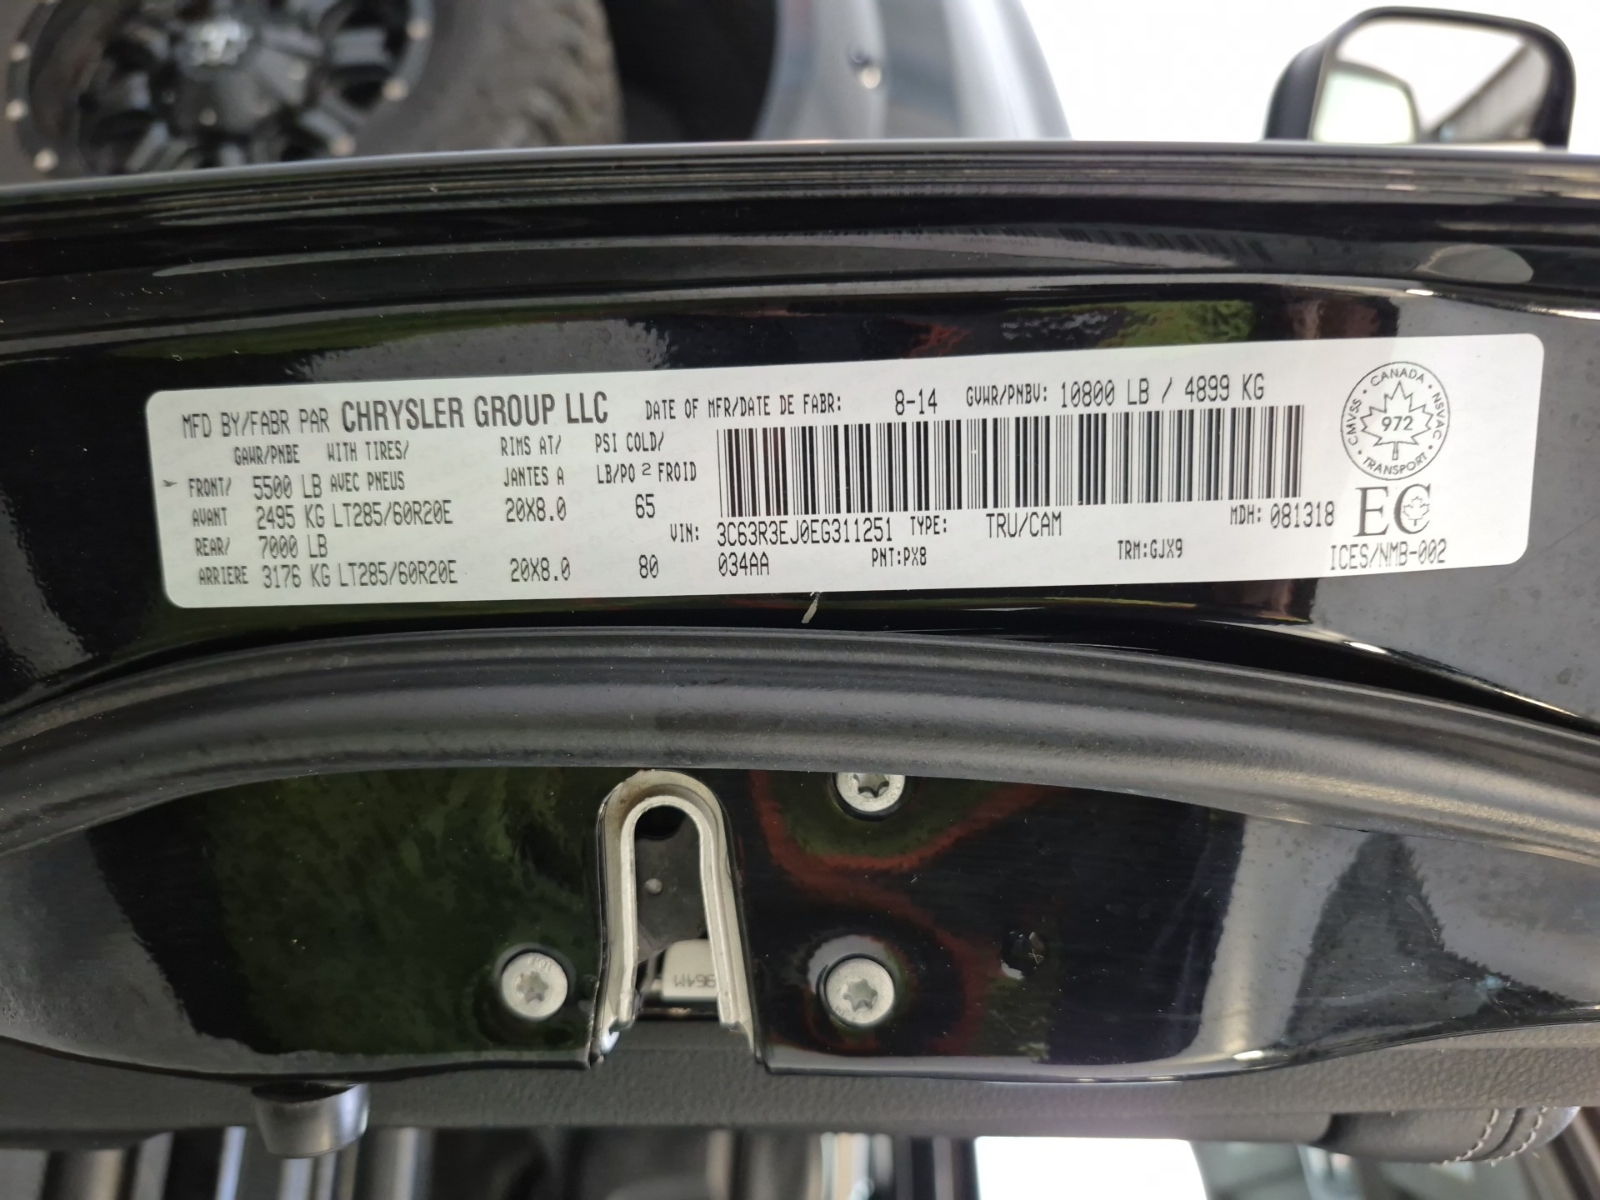 MFD BY/FABR PAR CHRYSLER GROUP LLC DATE OF MFR/DATE DE FABR: 8-14 GVWR/PNBV: 10800 LB / 4899 KG
GAWR/PNBE WITH TIRES/ RIMS AT/ PSI COLD/
FRONT/ 5500 LB AVEC PNEUS JANTES A LB/PO 2 FROID
AVANT 2495 KG LT285/60R20E 20X8.0 65
REAR/ 7000 LB
ARRIERE 3176 KG LT285/60R20E 20X8.0 80
VIN: 3C63R3EJ0EG311251 TYPE: TRU/CAM MDH: 081318
034AA PNT:PX8 TRM:GJX9
CANADA
CMVSS 972 NSVAC
TRANSPORT
EC
ICES/NMB-002